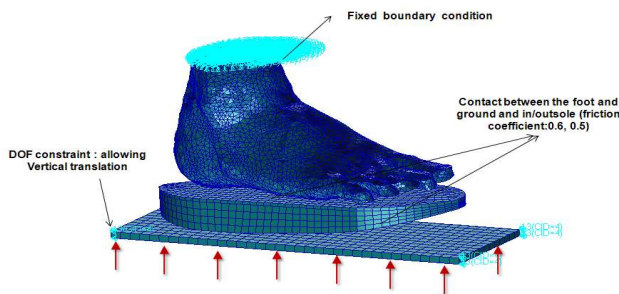 Fixed boundary condition
Contact between the foot and
ground and in/outsole (friction
coefficient:0.6, 0.5)
DOF constraint : allowing
Vertical translation